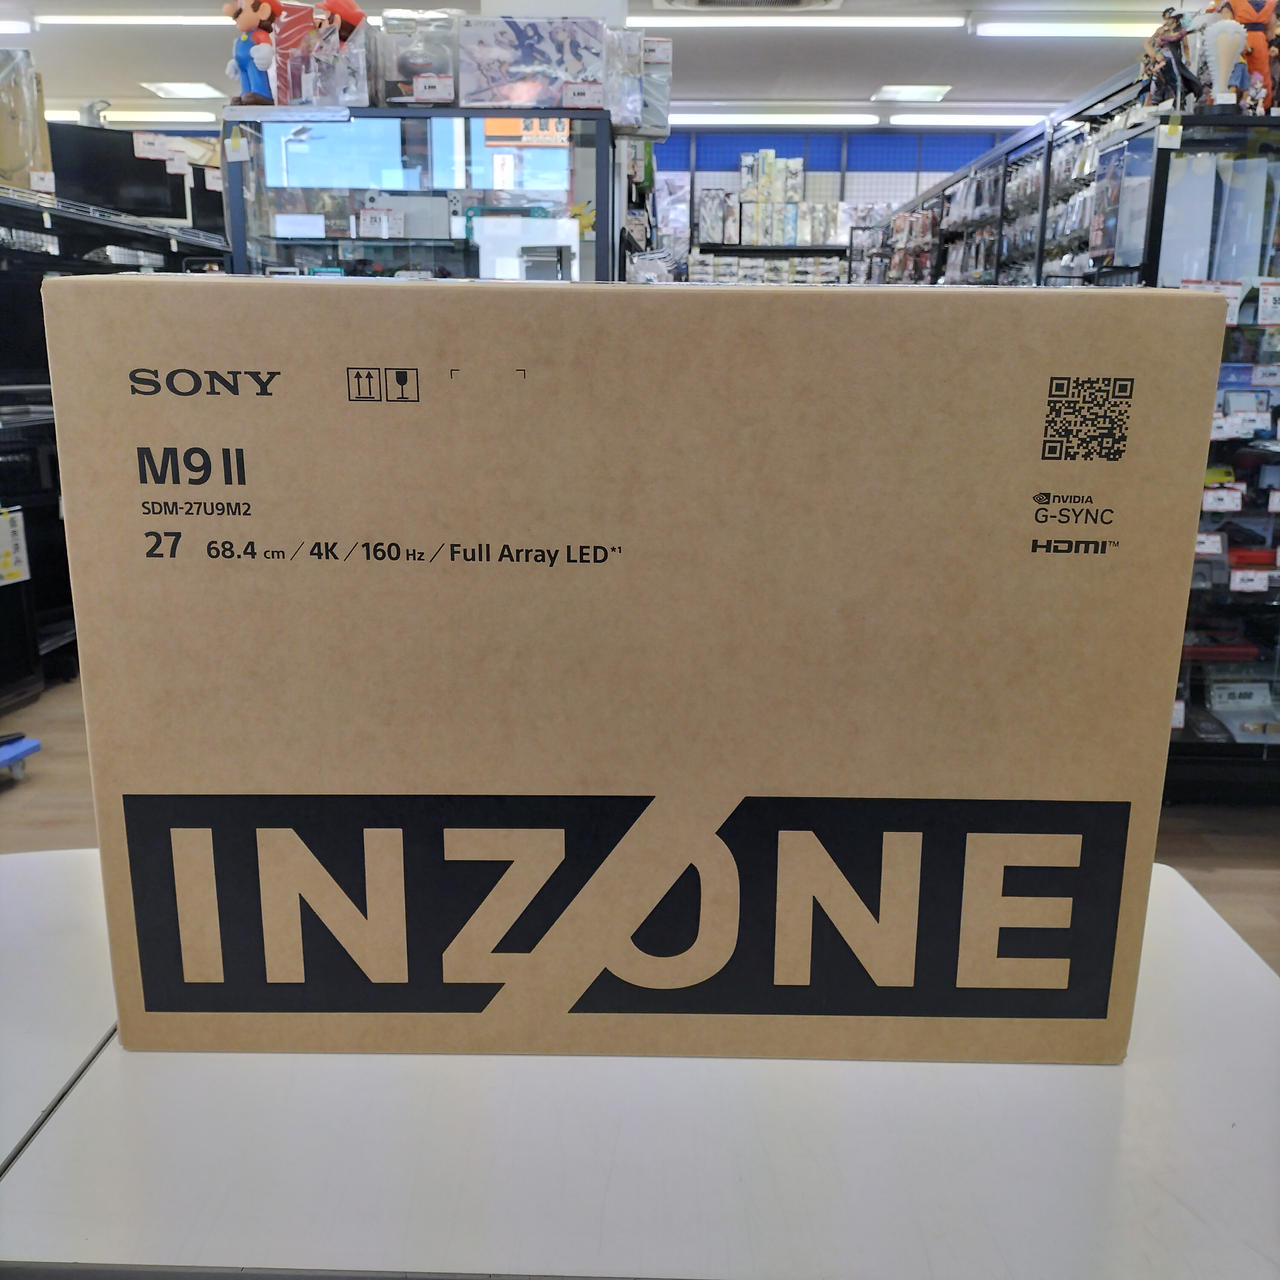 SONY
M9 II
SDM-27U9M2
27 68.4 cm / 4K / 160 Hz / Full Array LED*1
NVIDIA
G-SYNC
HDMI™
INZONE